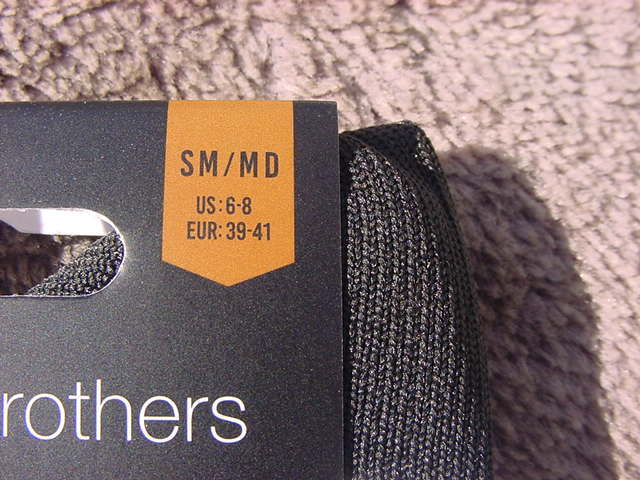 SM/MD
US: 6-8
EUR: 39-41
rothers